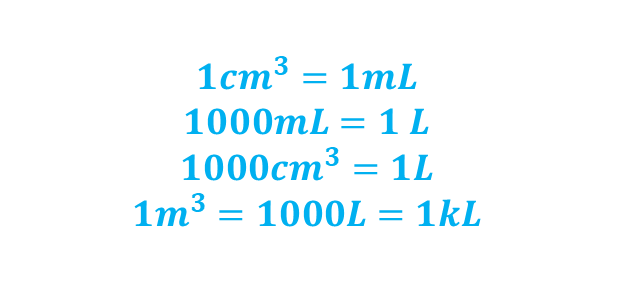 1cm³ = 1mL
1000mL = 1 L
1000cm³ = 1L
1m³ = 1000L = 1kL